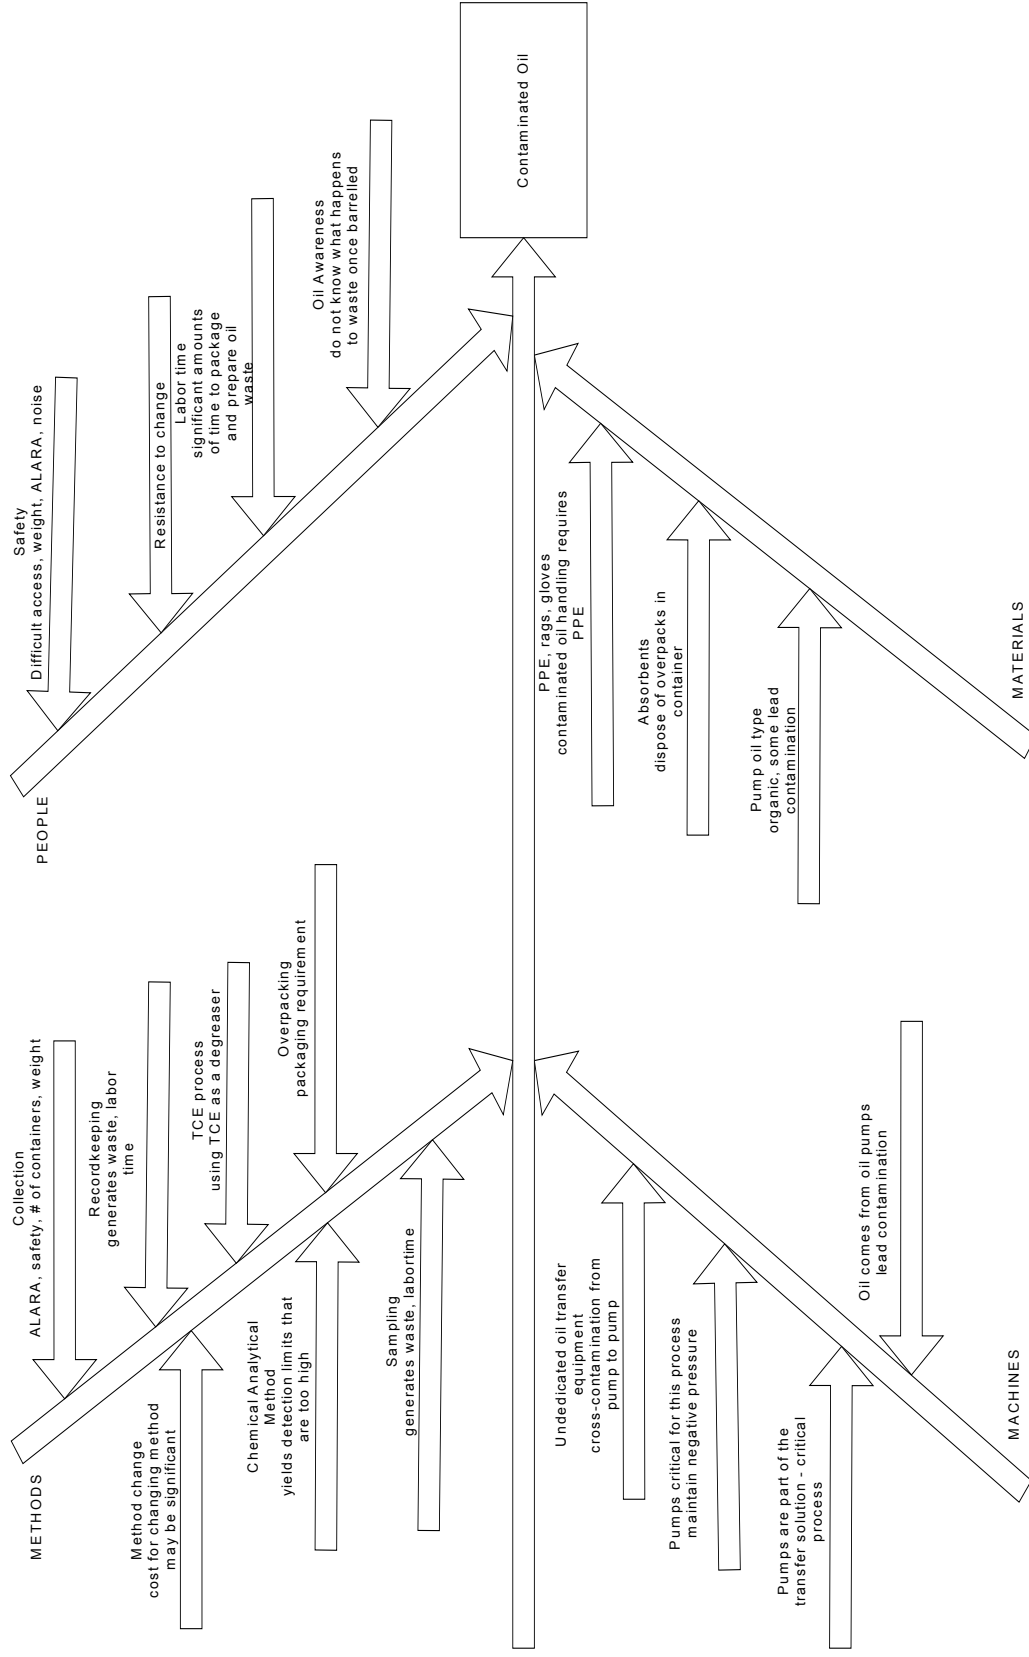 METHODS
Collection
ALARA, safety, # of containers, weight
Recordkeeping
generates waste, labor
time
TCE process
using TCE as a degreaser
Overpacking
packaging requirement
Method change
cost for changing method
may be significant
Chemical Analytical
Method
yields detection limits that
are too high
Sampling
generates waste, labortime
PEOPLE
Safety
Difficult access, weight, ALARA, noise
Resistance to change
Labor time
significant amounts
of time to package
and prepare oil
waste
Oil Awareness
do not know what happens
to waste once barrelled
Contaminated Oil
Undedicated oil transfer
equipment
cross-contamination from
pump to pump
Pumps critical for this process
maintain negative pressure
Pumps are part of the
transfer solution - critical
process
Oil comes from oil pumps
lead contamination
MACHINES
PPE, rags, gloves
contaminated oil handling requires
PPE
Absorbents
dispose of overpacks in
container
Pump oil type
organic, some lead
contamination
MATERIALS